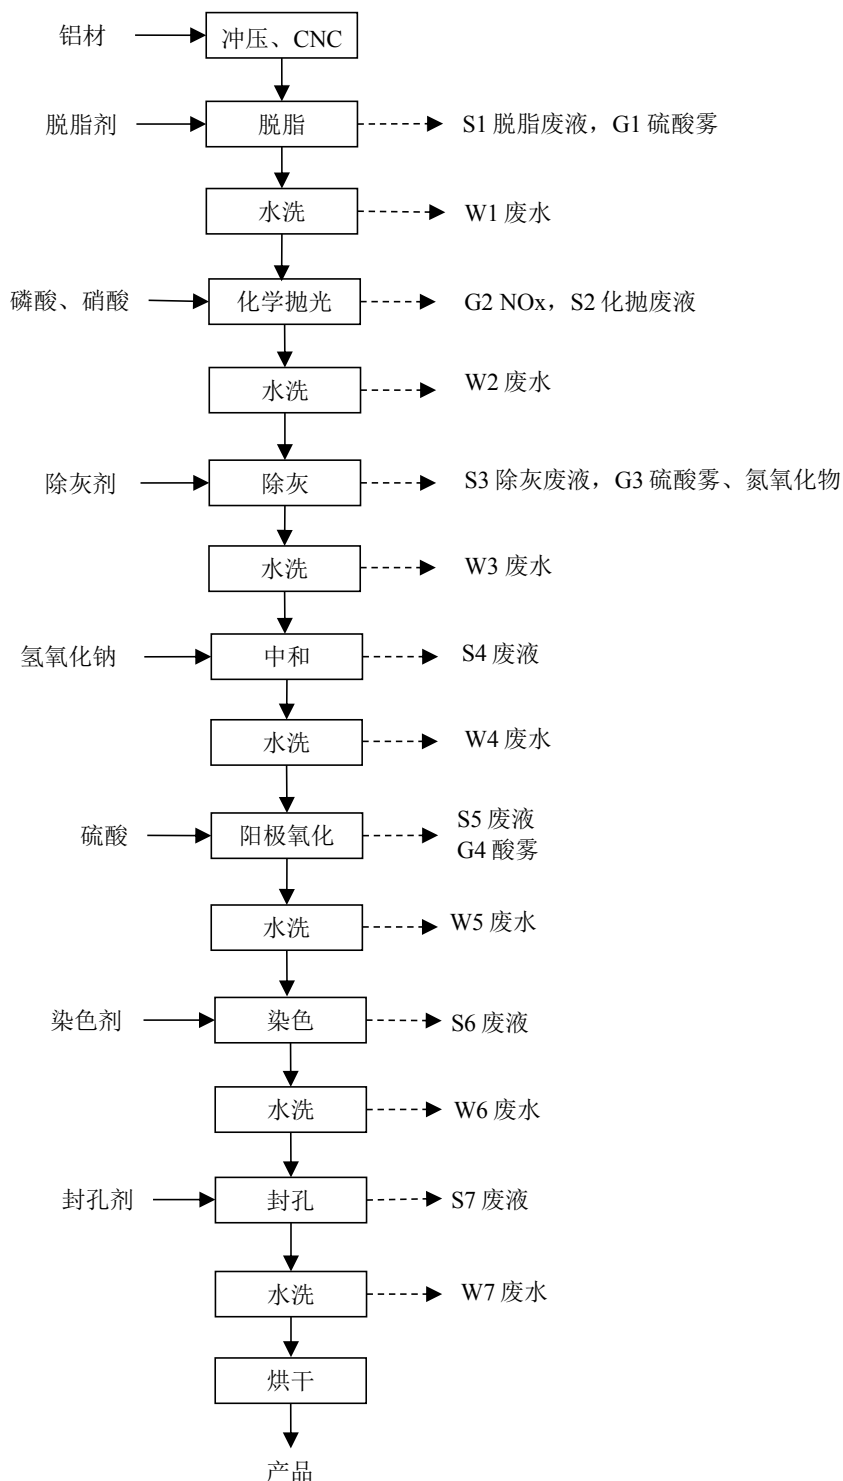 铝材 冲压、CNC
脱脂剂 脱脂 S1 脱脂废液，G1 硫酸雾
水洗 W1 废水
磷酸、硝酸 化学抛光 G2 NOx，S2 化抛废液
水洗 W2 废水
除灰剂 除灰 S3 除灰废液，G3 硫酸雾、氮氧化物
水洗 W3 废水
氢氧化钠 中和 S4 废液
水洗 W4 废水
硫酸 阳极氧化 S5 废液
G4 酸雾
水洗 W5 废水
染色剂 染色 S6 废液
水洗 W6 废水
封孔剂 封孔 S7 废液
水洗 W7 废水
烘干
产品